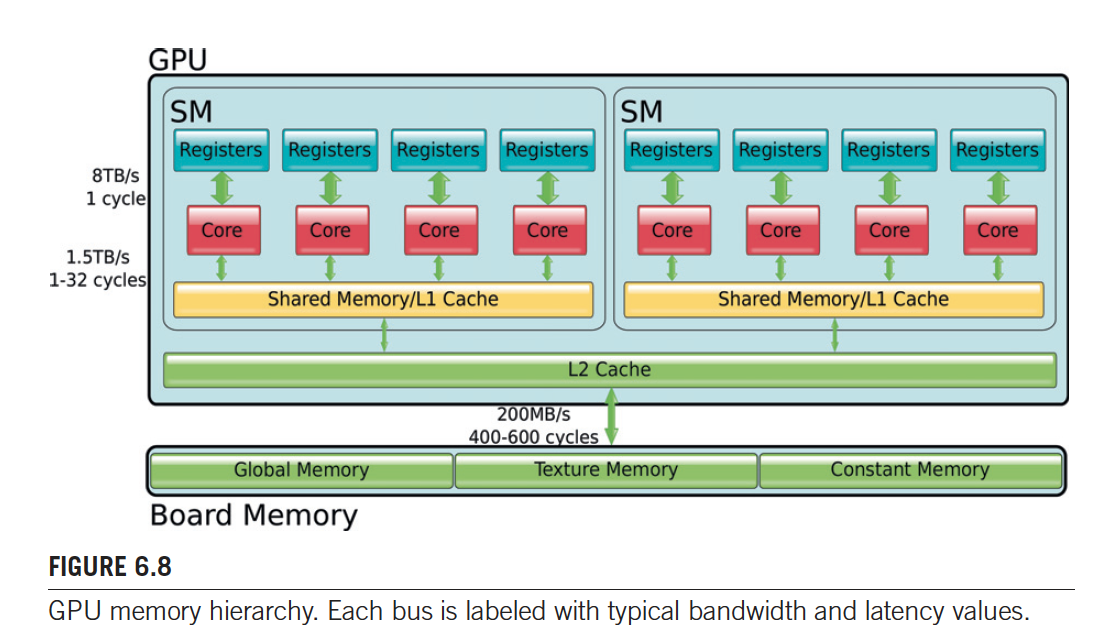 GPU
SM
SM
Registers Registers Registers Registers
Registers Registers Registers Registers
8TB/s
1 cycle
Core Core Core Core
Core Core Core Core
1.5TB/s
1-32 cycles
Shared Memory/L1 Cache
Shared Memory/L1 Cache
L2 Cache
200MB/s
400-600 cycles
Global Memory
Texture Memory
Constant Memory
Board Memory
FIGURE 6.8
GPU memory hierarchy. Each bus is labeled with typical bandwidth and latency values.